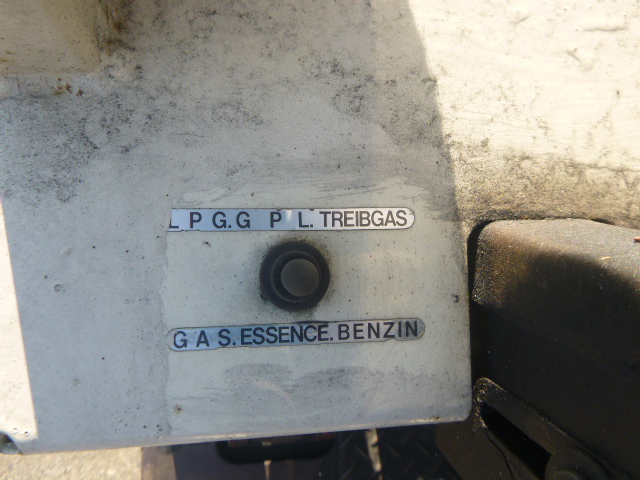 L P G. G P L. TREIBGAS
G A S. ESSENCE. BENZIN